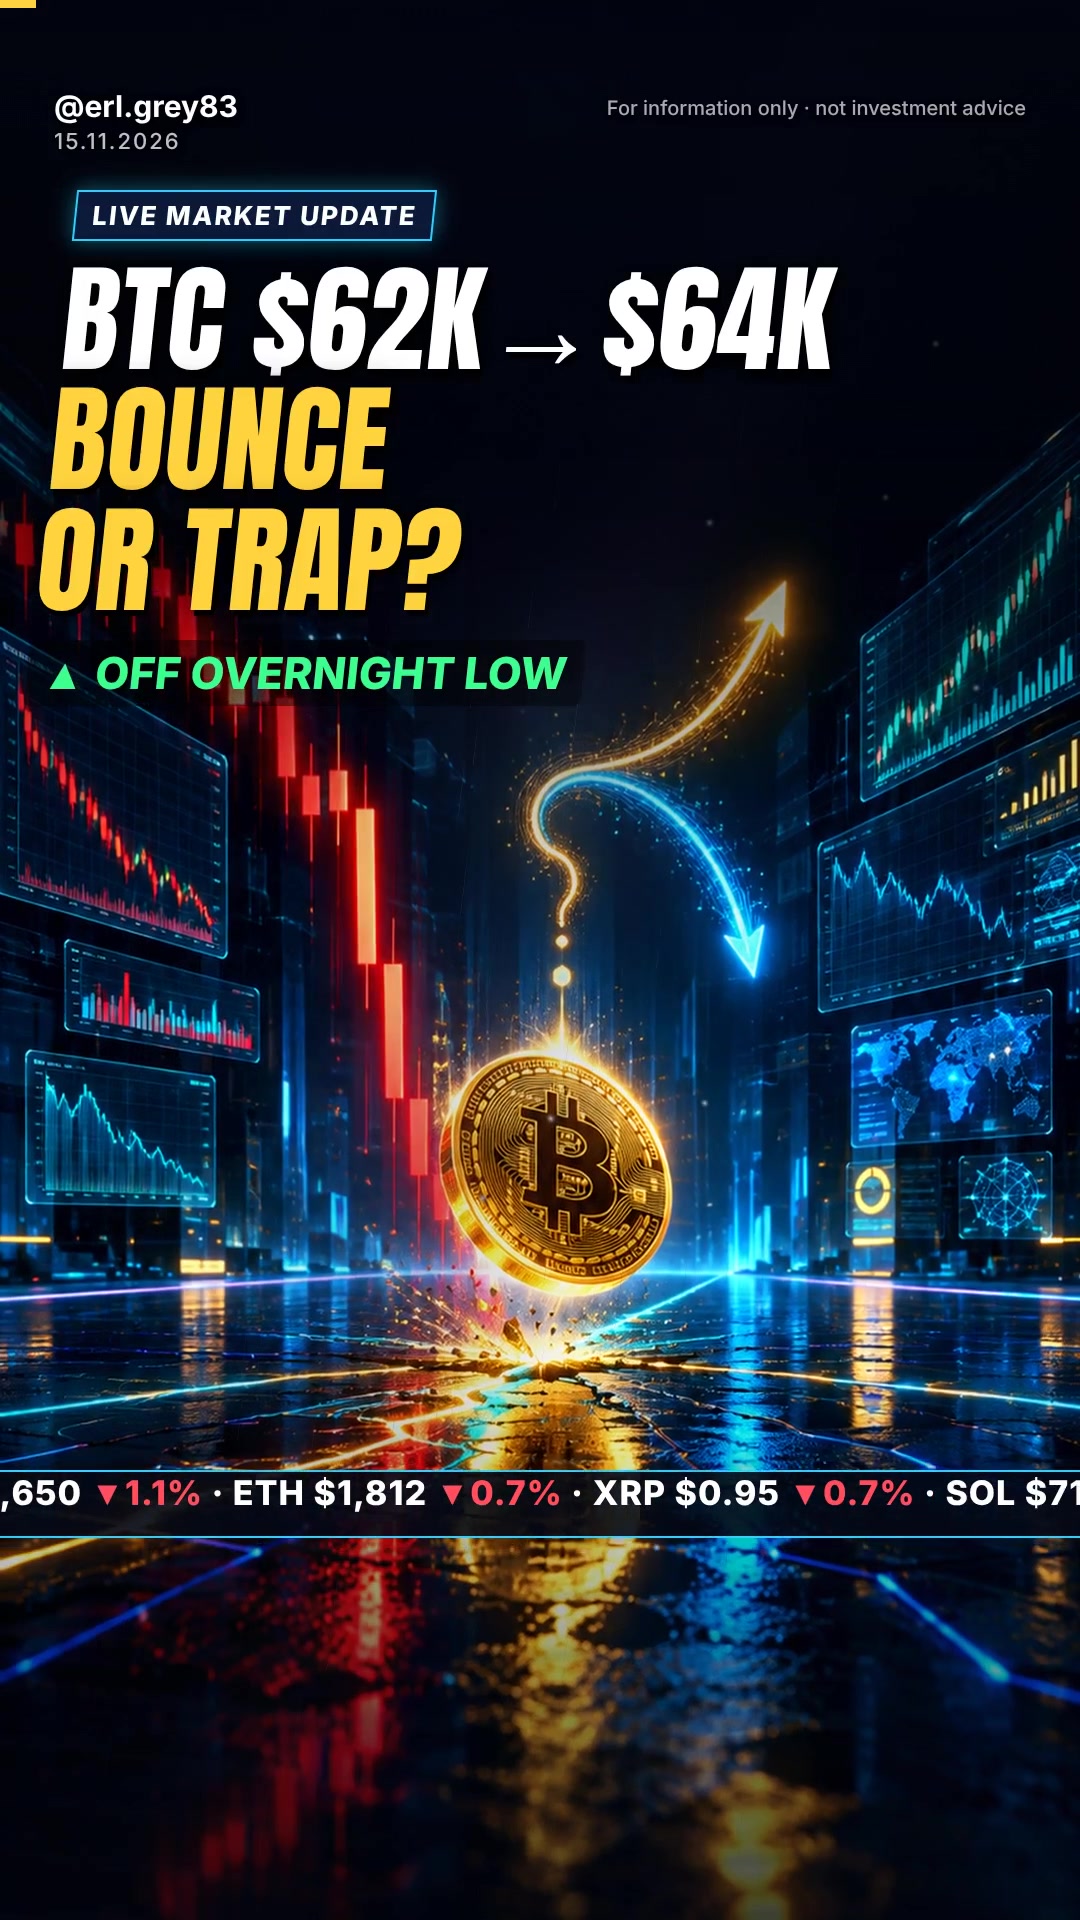 @erl.grey83
For information only · not investment advice
15.11.2026
LIVE MARKET UPDATE
BTC $62K → $64K
BOUNCE
OR TRAP?
▲ OFF OVERNIGHT LOW
,650 ▼1.1% · ETH $1,812 ▼0.7% · XRP $0.95 ▼0.7% · SOL $71